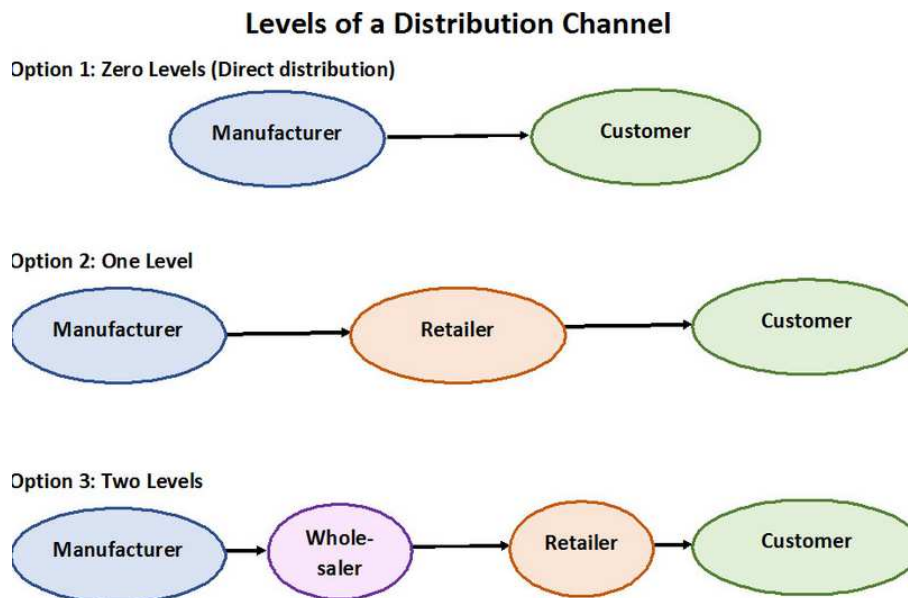 Levels of a Distribution Channel
Option 1: Zero Levels (Direct distribution)
Manufacturer
Customer
Option 2: One Level
Manufacturer
Retailer
Customer
Option 3: Two Levels
Manufacturer
Whole-
saler
Retailer
Customer